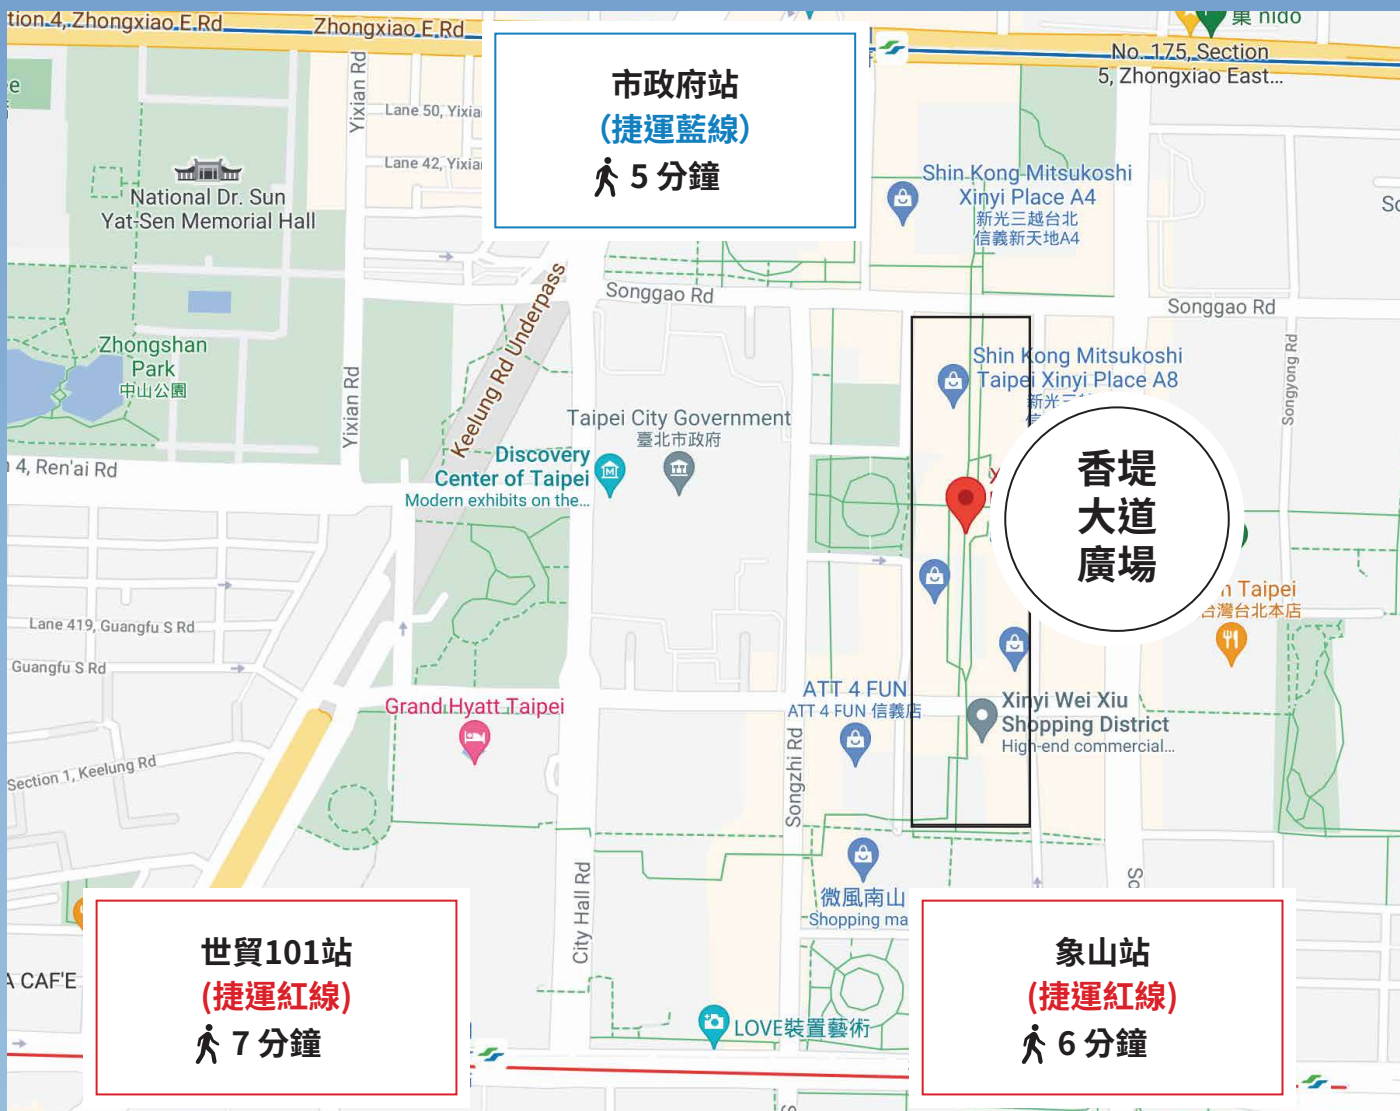 tion 4, Zhongxiao E Rd
Zhongxiao E Rd
巢 nido
No. 175, Section
5, Zhongxiao East...
市政府站
(捷運藍線)
5 分鐘
Yixian Rd
Lane 50, Yixia
Lane 42, Yixia
National Dr. Sun
Yat-Sen Memorial Hall
Shin Kong Mitsukoshi
Xinyi Place A4
新光三越台北
信義新天地A4
Keelung Rd Underpass
Songgao Rd
Songgao Rd
Zhongshan
Park
中山公園
Yixian Rd
Songyong Rd
Shin Kong Mitsukoshi
Taipei Xinyi Place A8
新光三
Taipei City Government
臺北市政府
Discovery
Center of Taipei
Modern exhibits on the...
4, Ren'ai Rd
香堤
大道
廣場
n Taipei
台灣台北本店
Lane 419, Guangfu S Rd
Guangfu S Rd
Grand Hyatt Taipei
ATT 4 FUN
ATT 4 FUN 信義店
Xinyi Wei Xiu
Shopping District
High-end commercial...
Section 1, Keelung Rd
Songzhi Rd
City Hall Rd
微風南山
Shopping ma
So
世貿101站
(捷運紅線)
7 分鐘
象山站
(捷運紅線)
6 分鐘
A CAF'E
LOVE裝置藝術